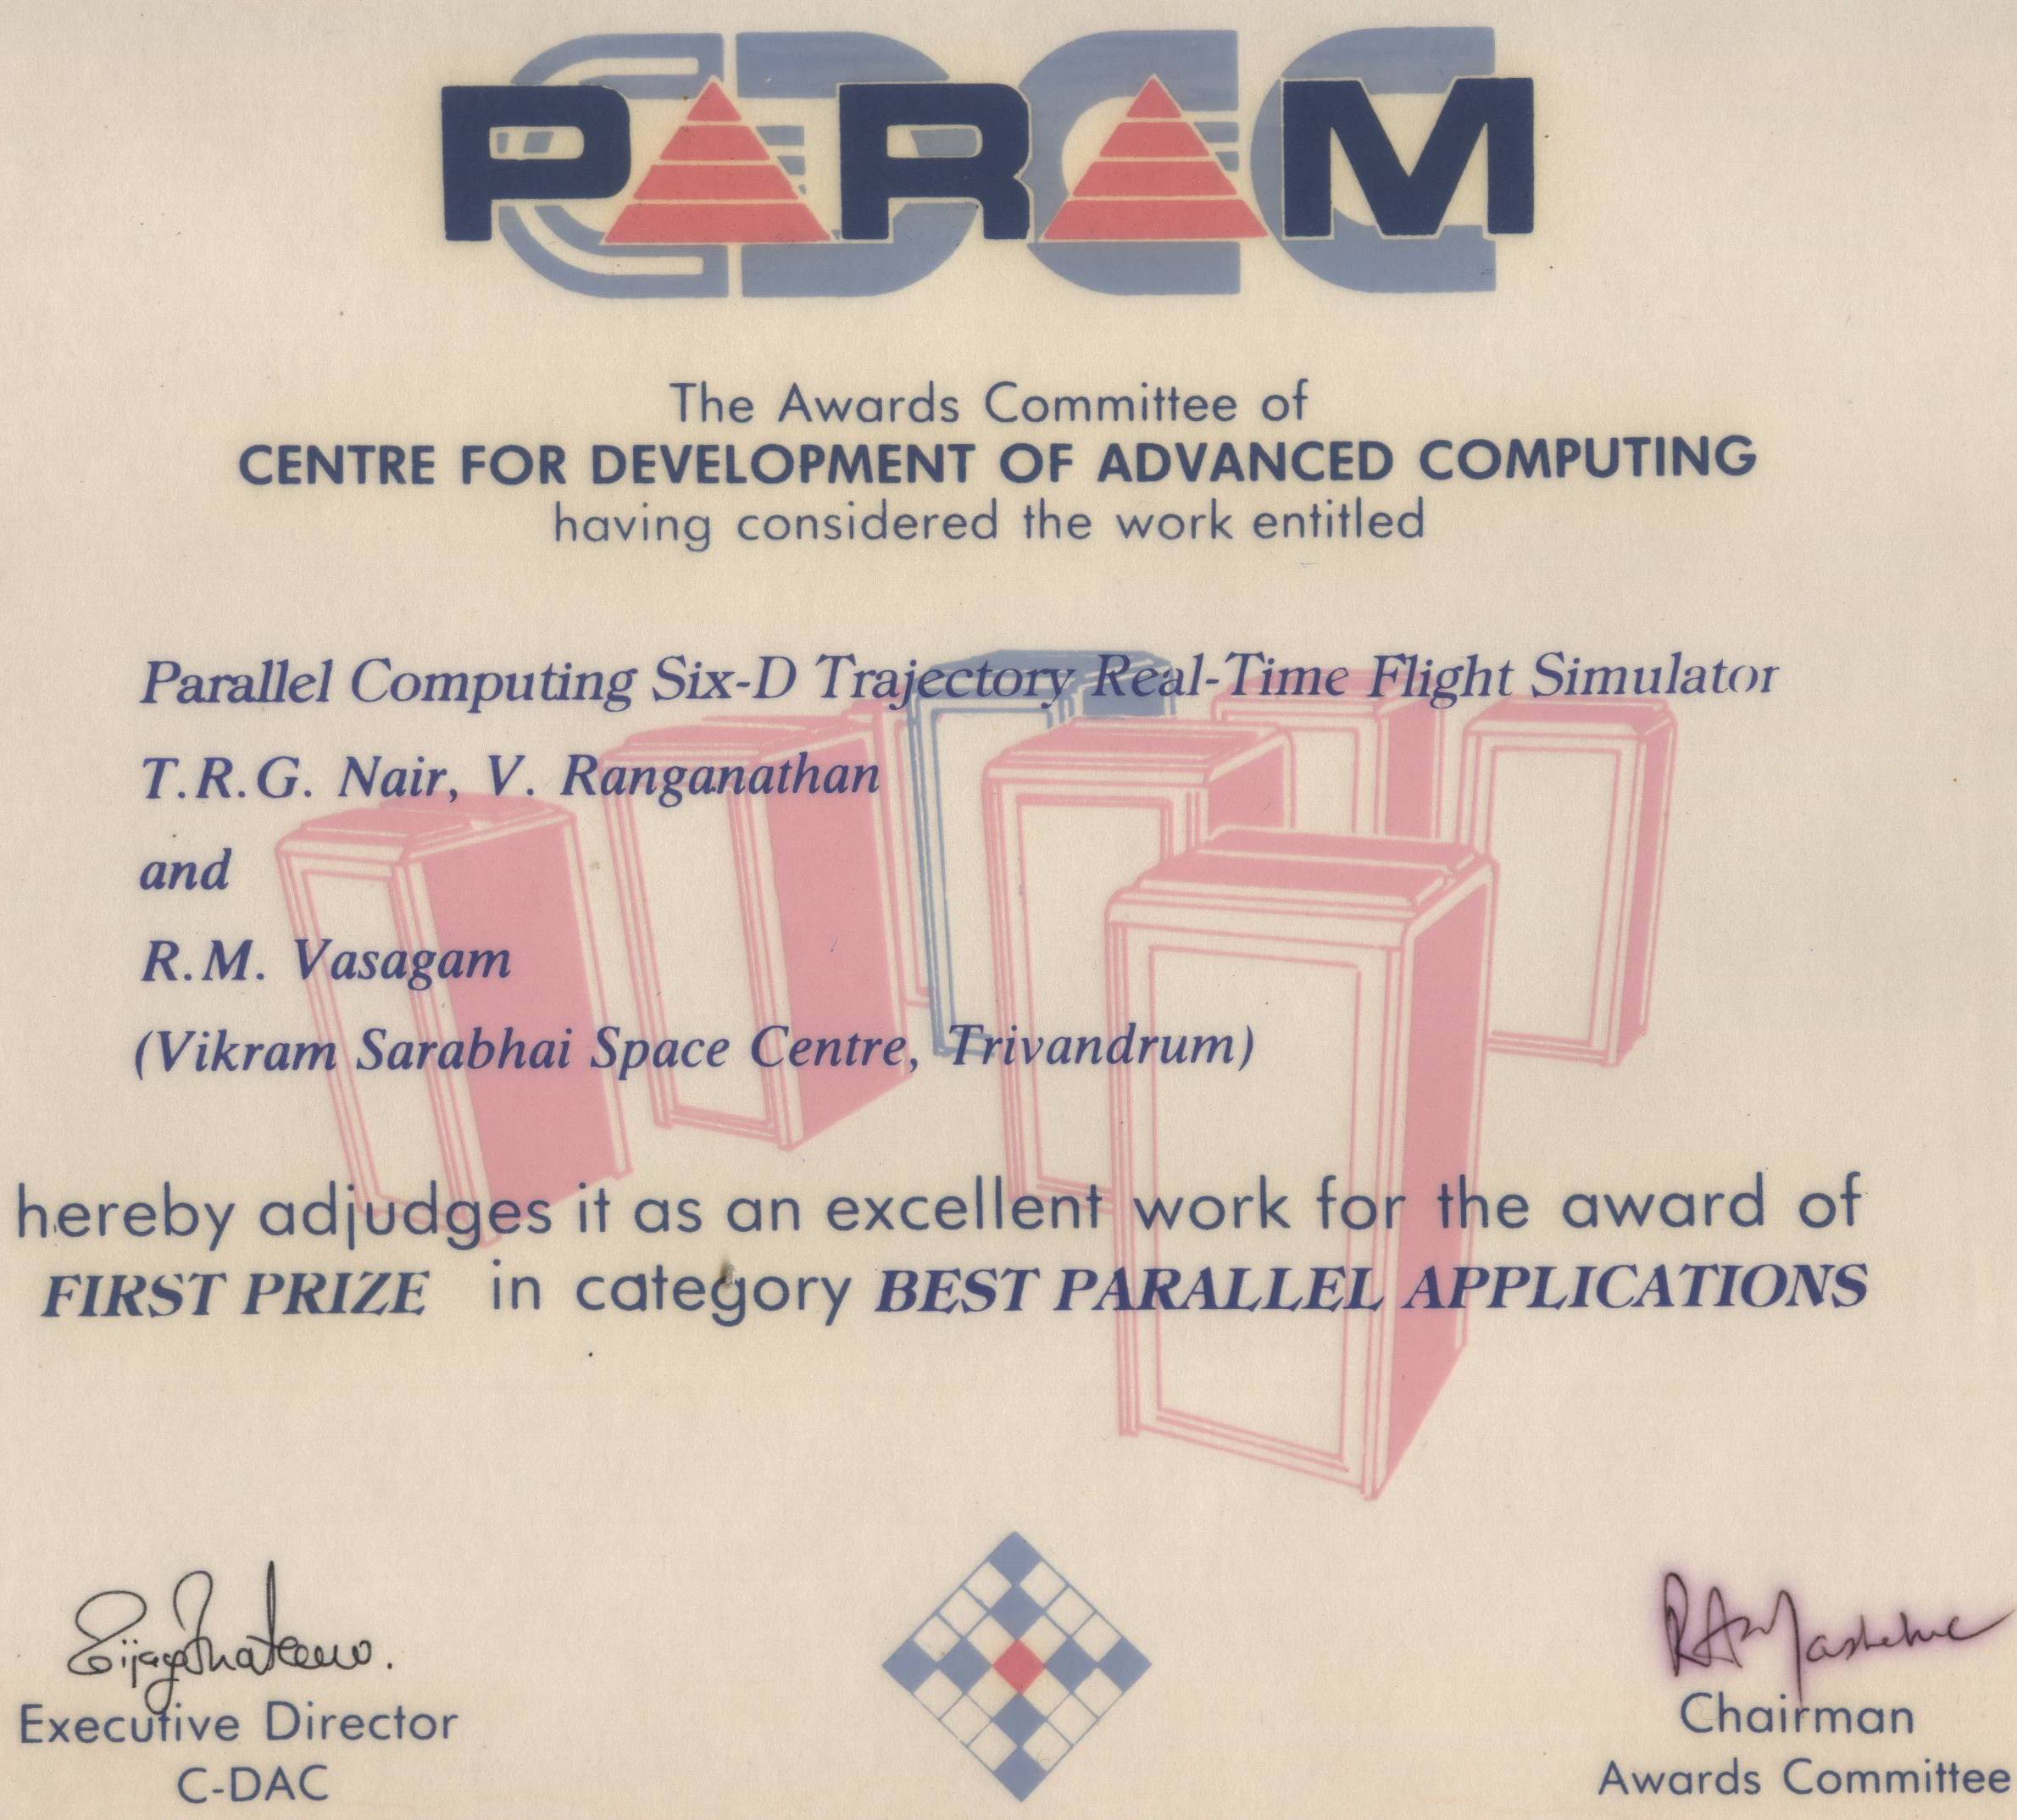 PARAM
The Awards Committee of
CENTRE FOR DEVELOPMENT OF ADVANCED COMPUTING
having considered the work entitled
Parallel Computing Six-D Trajectory Real-Time Flight Simulator
T.R.G. Nair, V. Ranganathan
and
R.M. Vasagam
(Vikram Sarabhai Space Centre, Trivandrum)
hereby adjudges it as an excellent work for the award of
FIRST PRIZE in category BEST PARALLEL APPLICATIONS
Executive Director
C-DAC
Chairman
Awards Committee